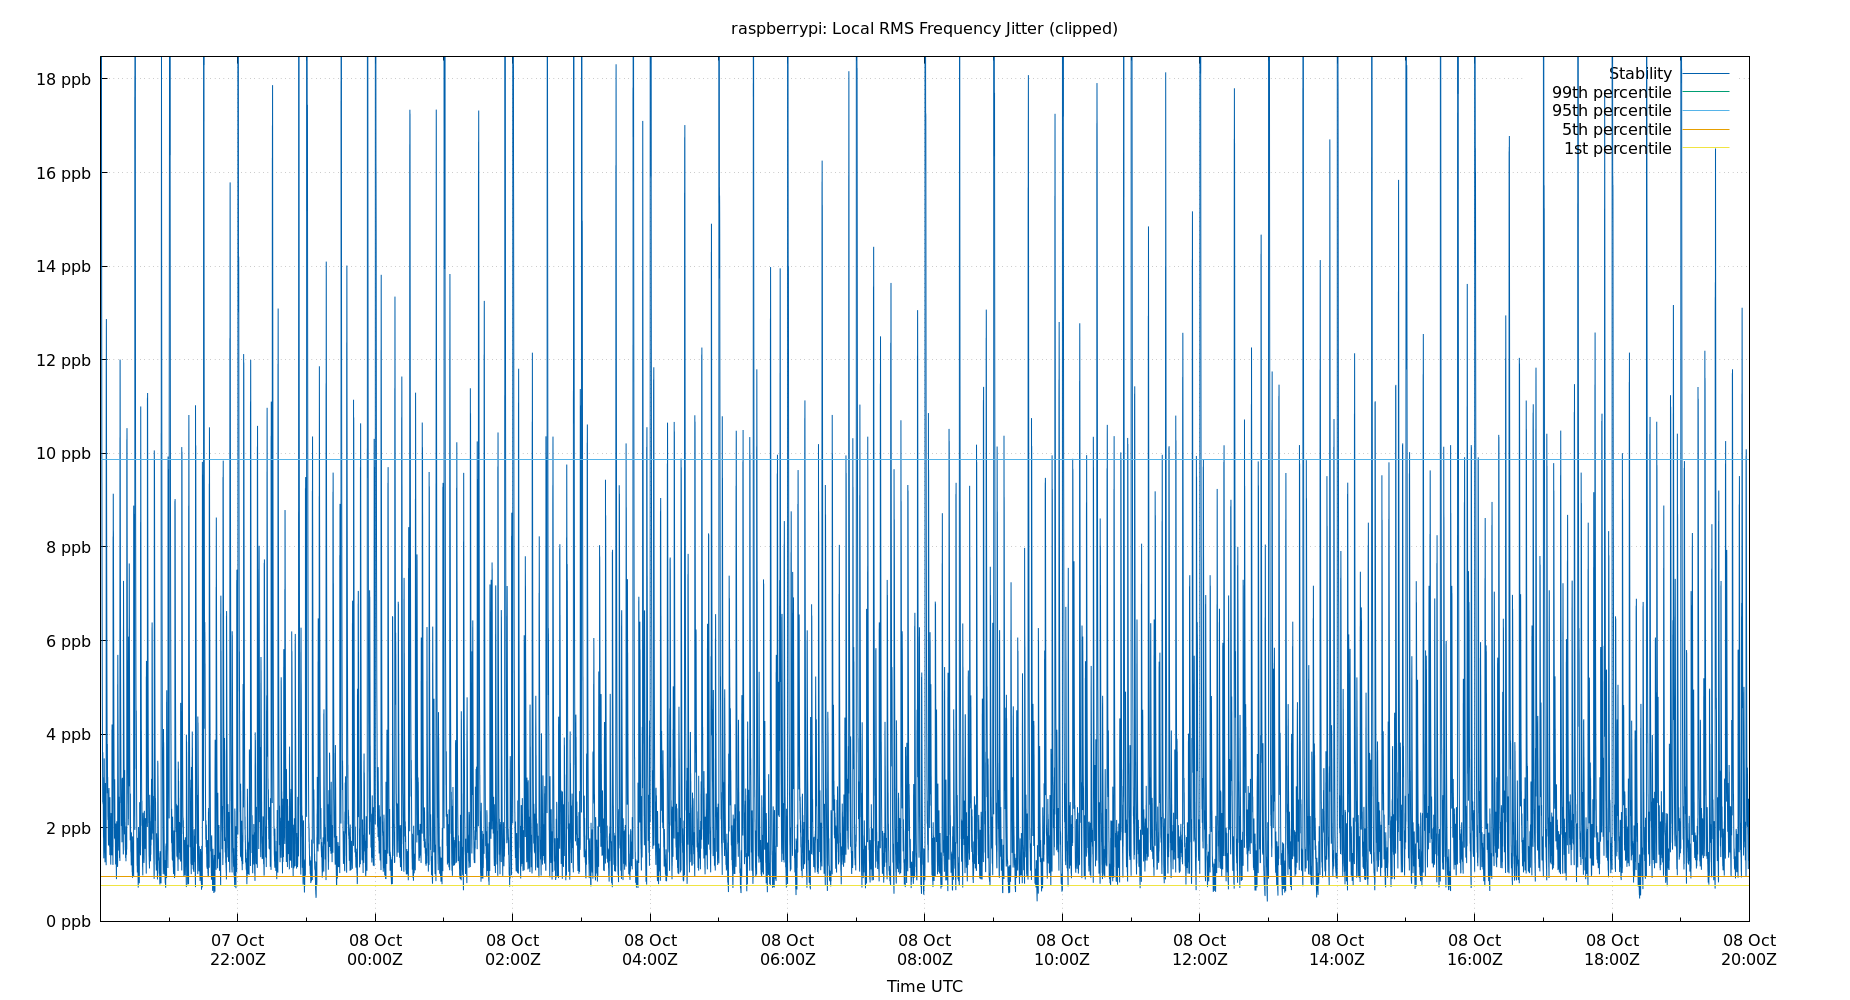 raspberrypi: Local RMS Frequency Jitter (clipped)
18 ppb
16 ppb
14 ppb
12 ppb
10 ppb
8 ppb
6 ppb
4 ppb
2 ppb
0 ppb
Stability
99th percentile
95th percentile
5th percentile
1st percentile
07 Oct
22:00Z
08 Oct
00:00Z
08 Oct
02:00Z
08 Oct
04:00Z
08 Oct
06:00Z
08 Oct
08:00Z
08 Oct
10:00Z
08 Oct
12:00Z
08 Oct
14:00Z
08 Oct
16:00Z
08 Oct
18:00Z
08 Oct
20:00Z
Time UTC